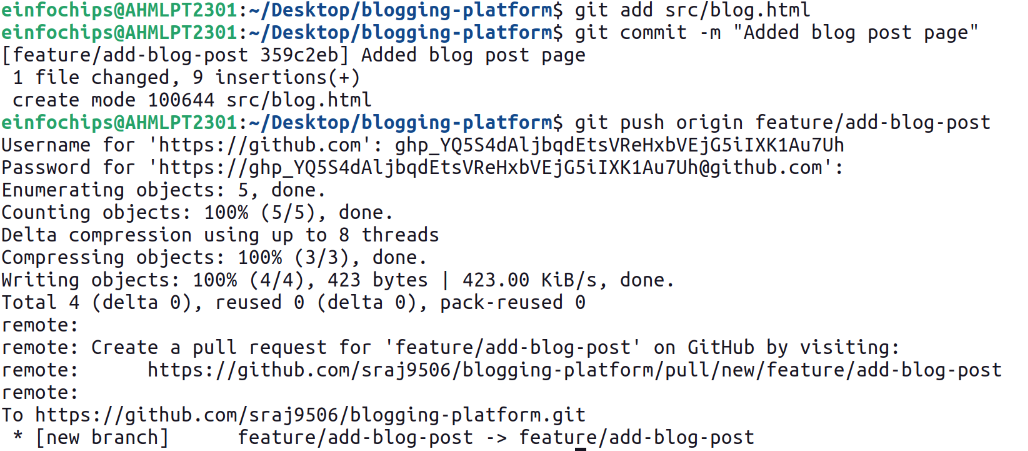 einfochips@AHMLPT2301:~/Desktop/blogging-platform$ git add src/blog.html
einfochips@AHMLPT2301:~/Desktop/blogging-platform$ git commit -m "Added blog post page"
[feature/add-blog-post 359c2eb] Added blog post page
 1 file changed, 9 insertions(+)
 create mode 100644 src/blog.html
einfochips@AHMLPT2301:~/Desktop/blogging-platform$ git push origin feature/add-blog-post
Username for 'https://github.com': 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
Password for 'https://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@github.com':
Enumerating objects: 5, done.
Counting objects: 100% (5/5), done.
Delta compression using up to 8 threads
Compressing objects: 100% (3/3), done.
Writing objects: 100% (4/4), 423 bytes | 423.00 KiB/s, done.
Total 4 (delta 0), reused 0 (delta 0), pack-reused 0
remote:
remote: Create a pull request for 'feature/add-blog-post' on GitHub by visiting:
remote:      https://github.com/sraj9506/blogging-platform/pull/new/feature/add-blog-post
remote:
To https://github.com/sraj9506/blogging-platform.git
 * [new branch]      feature/add-blog-post -> feature/add-blog-post